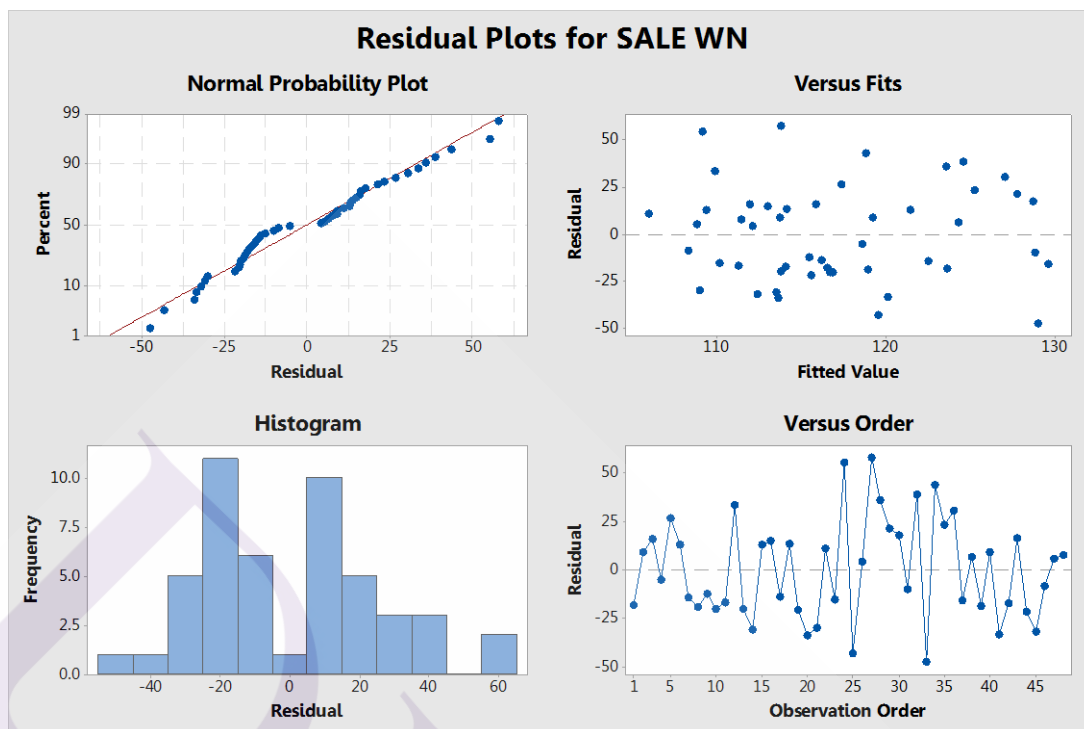 Residual Plots for SALE WN
Normal Probability Plot
99
90
50
10
1
Percent
-50 -25 0 25 50
Residual
Versus Fits
50
25
0
-25
-50
Residual
110 120 130
Fitted Value
Histogram
10.0
7.5
5.0
2.5
0.0
Frequency
-40 -20 0 20 40 60
Residual
Versus Order
50
25
0
-25
-50
Residual
1 5 10 15 20 25 30 35 40 45
Observation Order